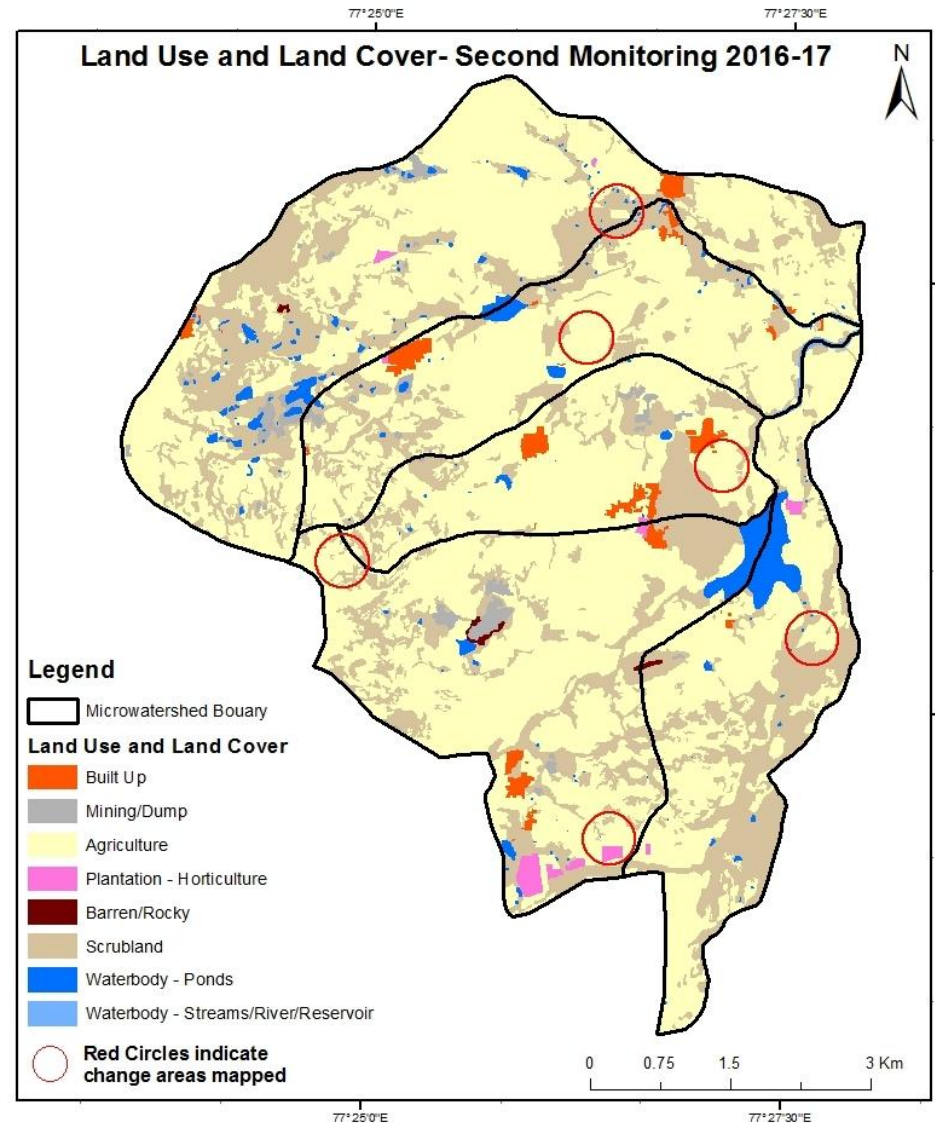 77°25'0"E
77°27'30"E
Land Use and Land Cover- Second Monitoring 2016-17
N
Legend
Microwatershed Bouary
Land Use and Land Cover
Built Up
Mining/Dump
Agriculture
Plantation - Horticulture
Barren/Rocky
Scrubland
Waterbody - Ponds
Waterbody - Streams/River/Reservoir
Red Circles indicate
change areas mapped
0 0.75 1.5 3 Km
77°25'0"E
77°27'30"E